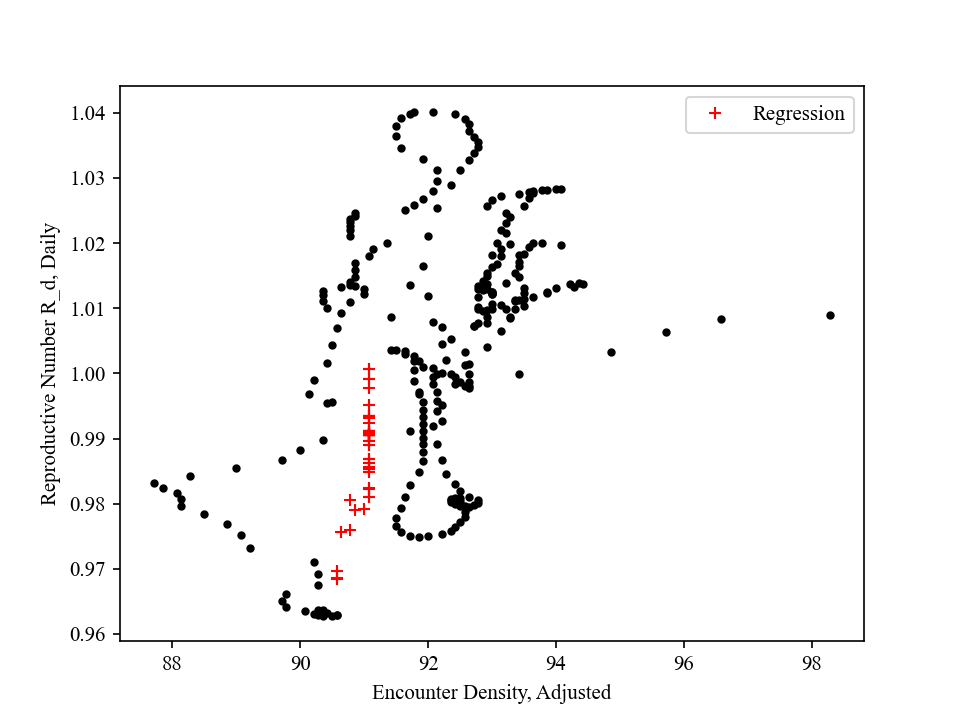 Regression
1.04
1.03
1.02
1.01
1.00
0.99
0.98
0.97
0.96
Reproductive Number R_d, Daily
88 90 92 94 96 98
Encounter Density, Adjusted